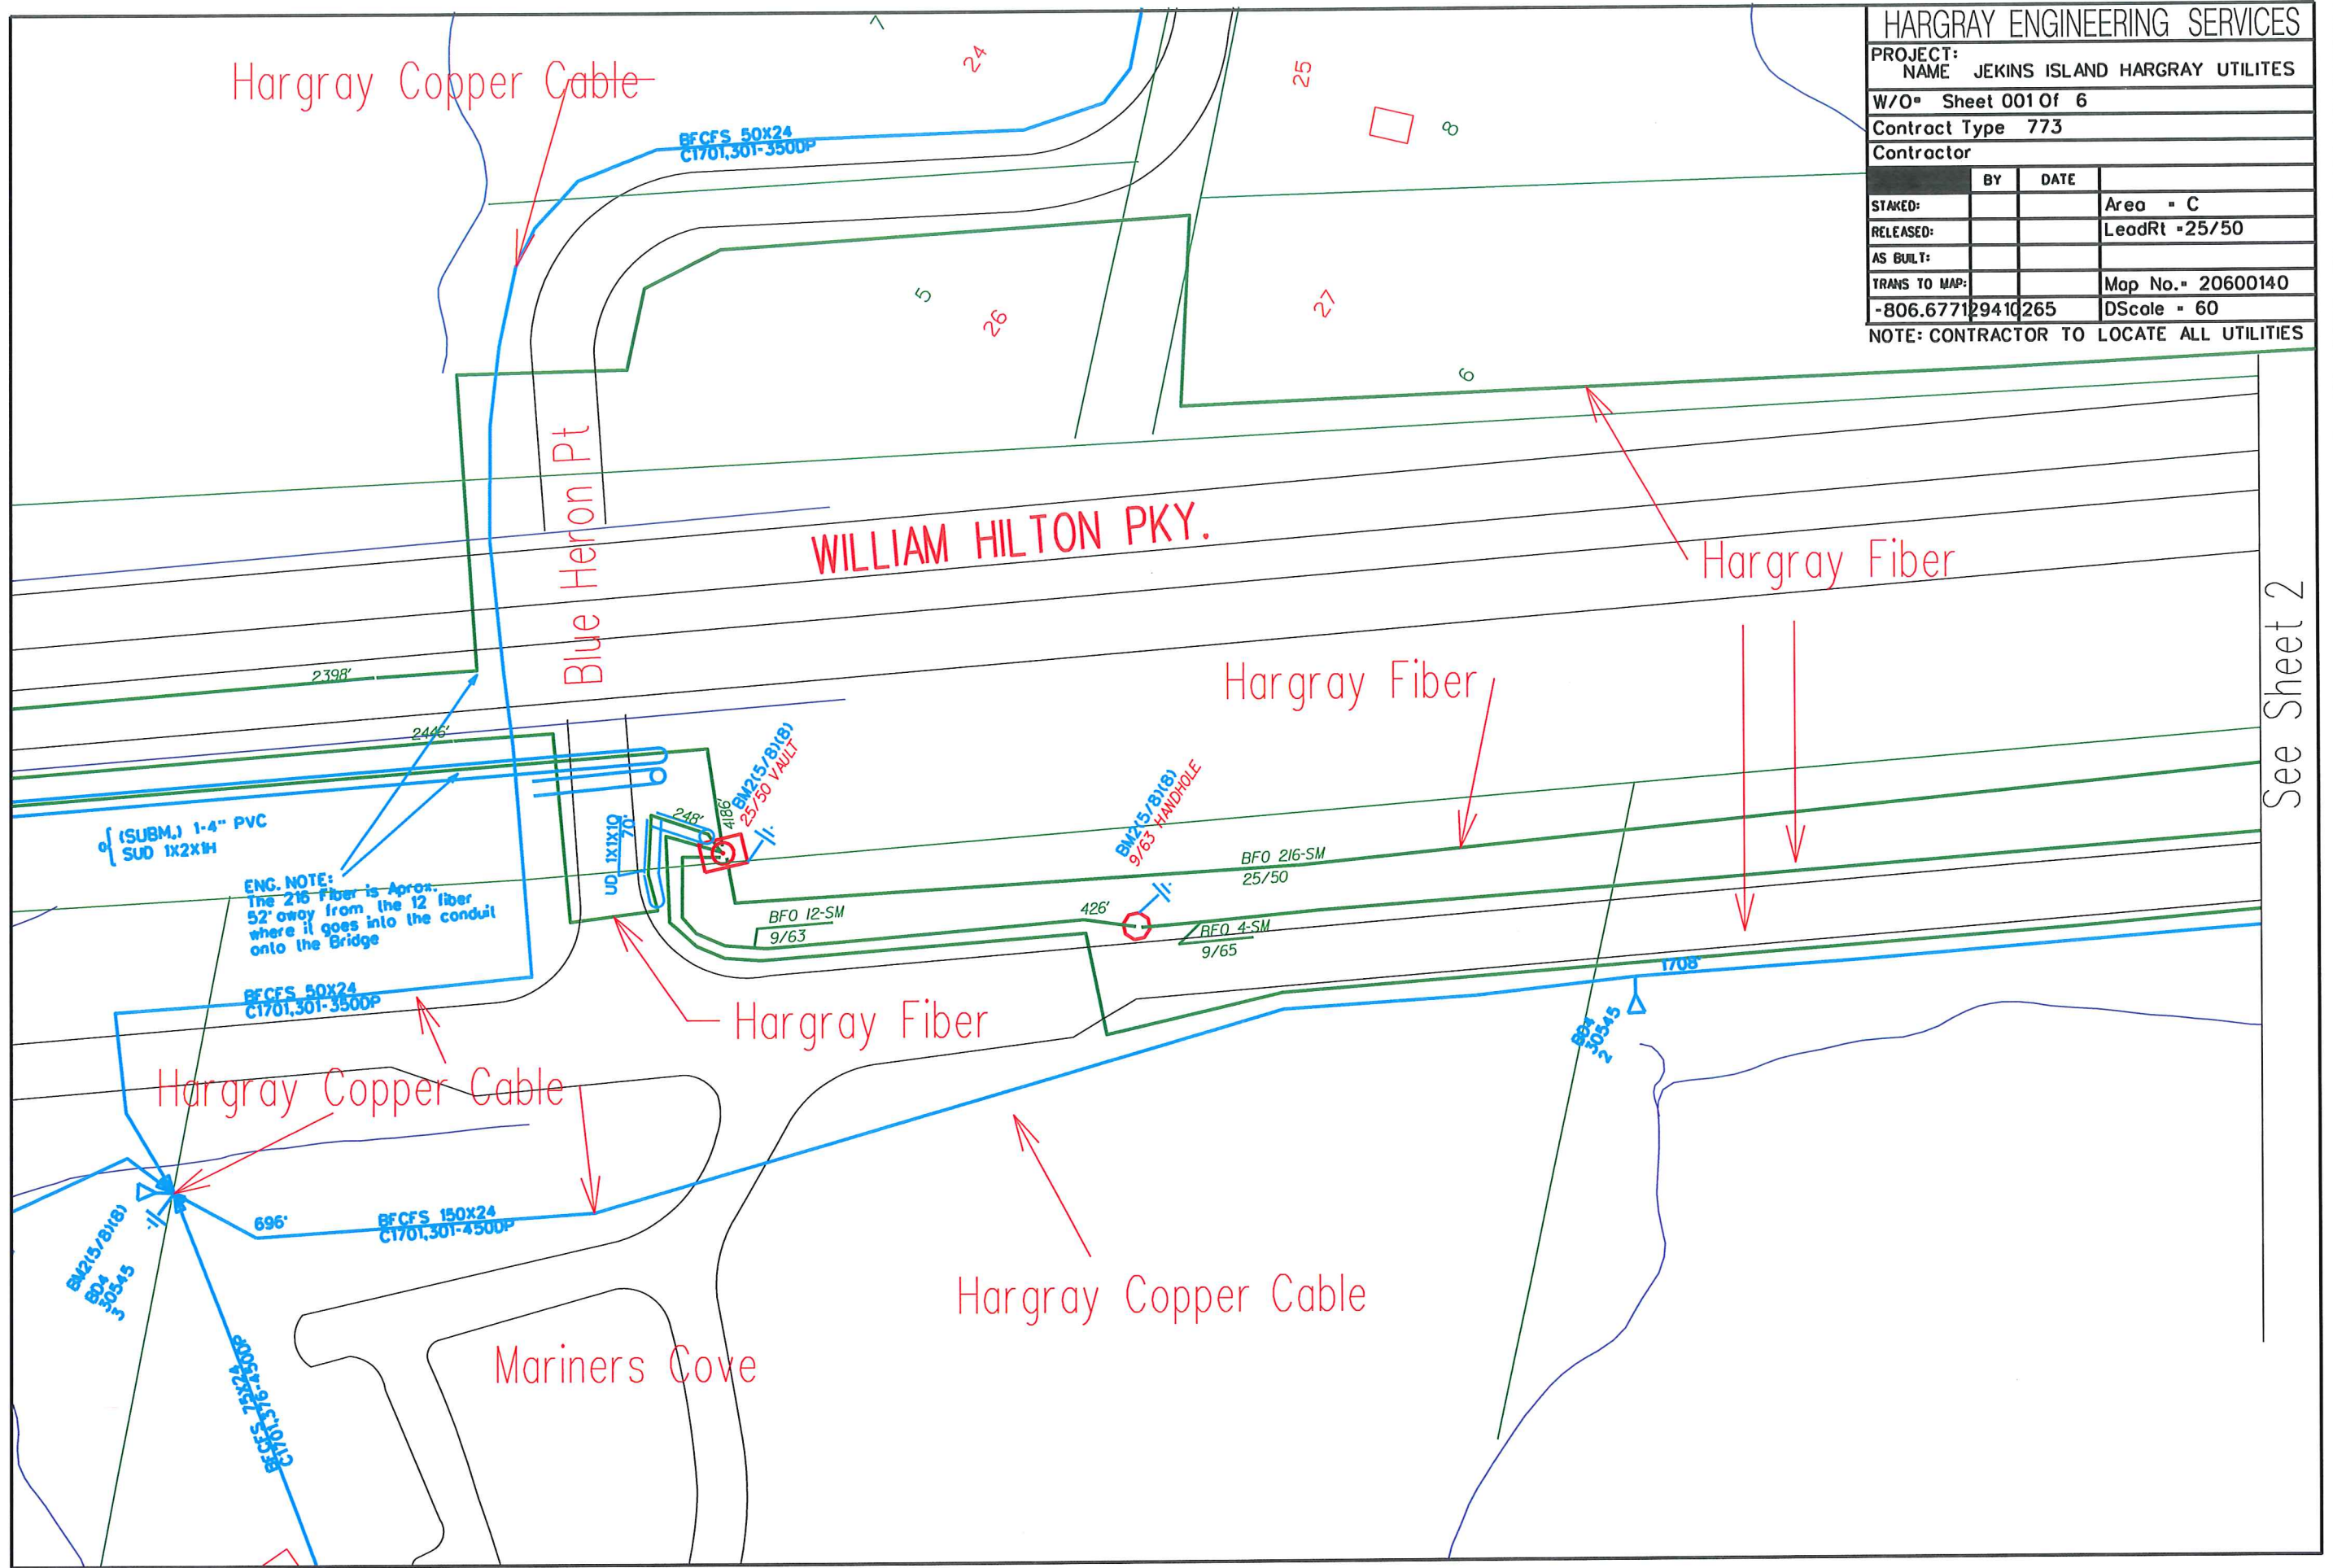 HARGRAY ENGINEERING SERVICES
PROJECT:
NAME JEKINS ISLAND HARGRAY UTILITES
W/O= Sheet 001 Of 6
Contract Type 773
Contractor
BY DATE
STAKED:
Area = C
RELEASED:
LeadRt =25/50
AS BUILT:
TRANS TO MAP:
Map No.= 20600140
-806.677129410265
DScale = 60
NOTE: CONTRACTOR TO LOCATE ALL UTILITIES
Hargray Copper Cable
7
24
25
8
BFCFS 50X24
C1701,301-350DP
5
26
27
6
Blue Heron Pt
WILLIAM HILTON PKY.
Hargray Fiber
See Sheet 2
2398'
Hargray Fiber
2446'
BM2(5/8)(8)
25/50 VAULT
4186'
248'
UD 1X1X10
70'
BM2(5/8)(8)
9/63 HANDHOLE
(SUBM.) 1-4" PVC
SUD 1X2X1H
ENG. NOTE:
The 216 Fiber is Aprox.
52' away from the 12 fiber
where it goes into the conduit
onto the Bridge
BFO 216-SM
25/50
BFO 12-SM
9/63
426'
BFO 4-SM
9/65
1708'
BD4
30545
2
BFCFS 50X24
C1701,301-350DP
Hargray Fiber
Hargray Copper Cable
BM2(5/8)(8)
BD4
30545
3
696'
BFCFS 150X24
C1701,301-450DP
Hargray Copper Cable
Mariners Cove
BFCFS 75X24
C1701,376-450DP